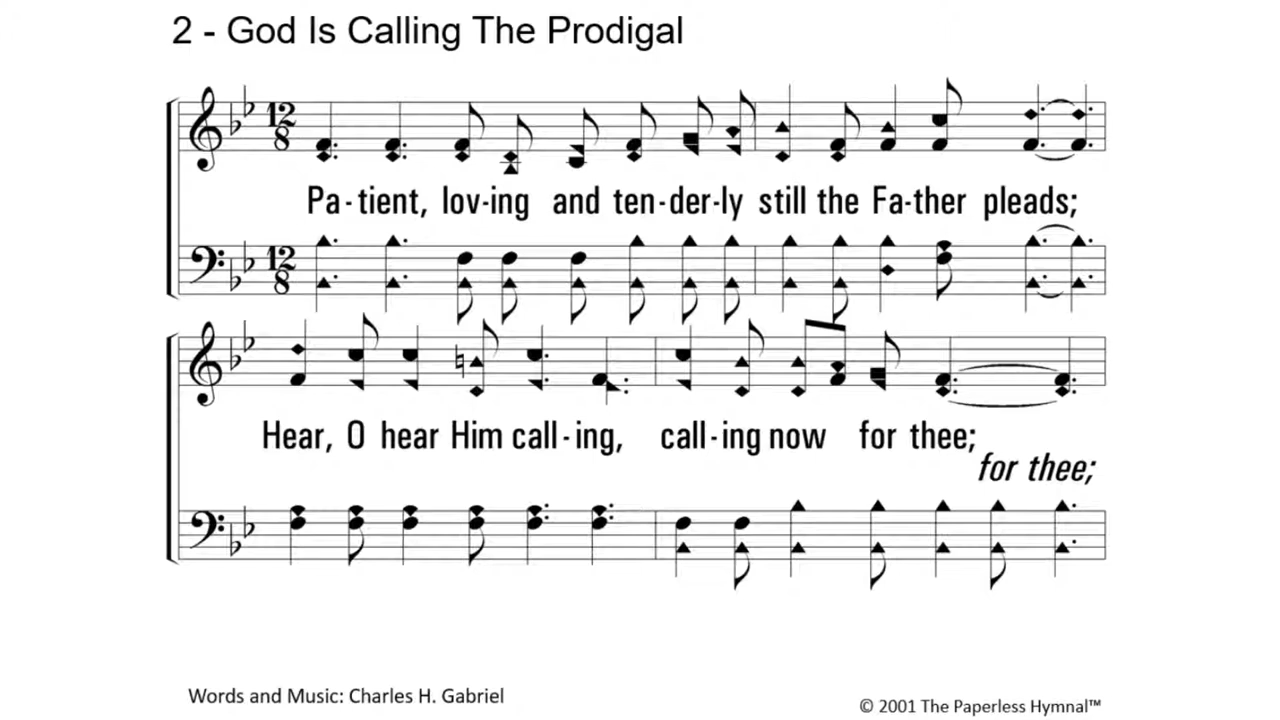 2 - God Is Calling The Prodigal
12
8
Pa - tient, lov-ing and ten-der-ly still the Fa-ther pleads;
12
8
Hear, O hear Him call - ing, call - ing now for thee;
for thee;
Words and Music: Charles H. Gabriel
© 2001 The Paperless Hymnal™